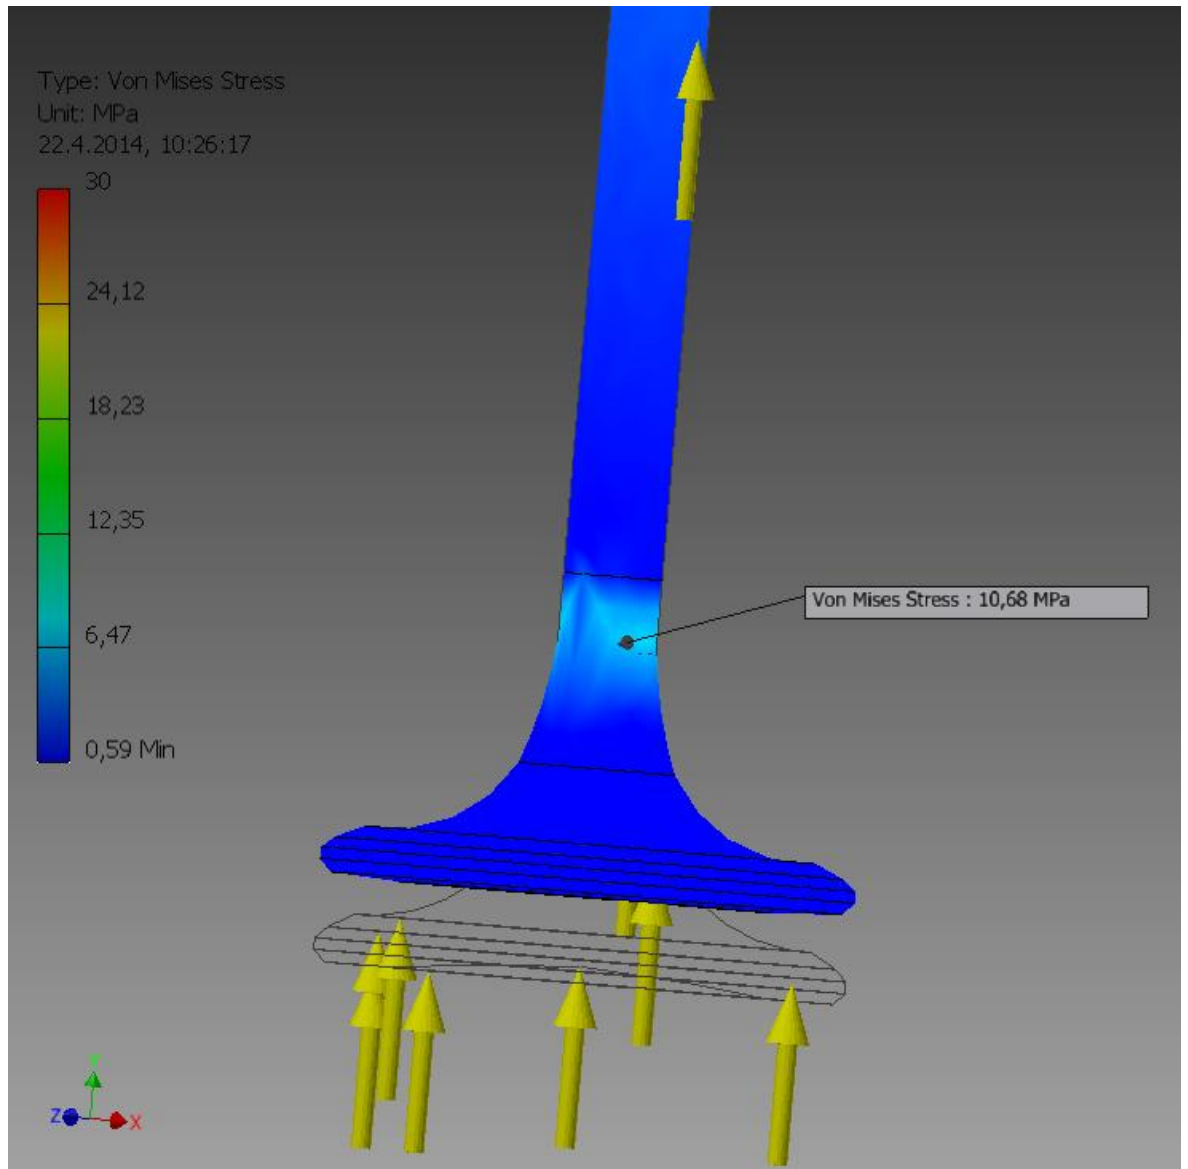 Type: Von Mises Stress
Unit: MPa
22.4.2014, 10:26:17
30
24,12
18,23
12,35
6,47
0,59 Min
Von Mises Stress : 10,68 MPa
Y
Z
X